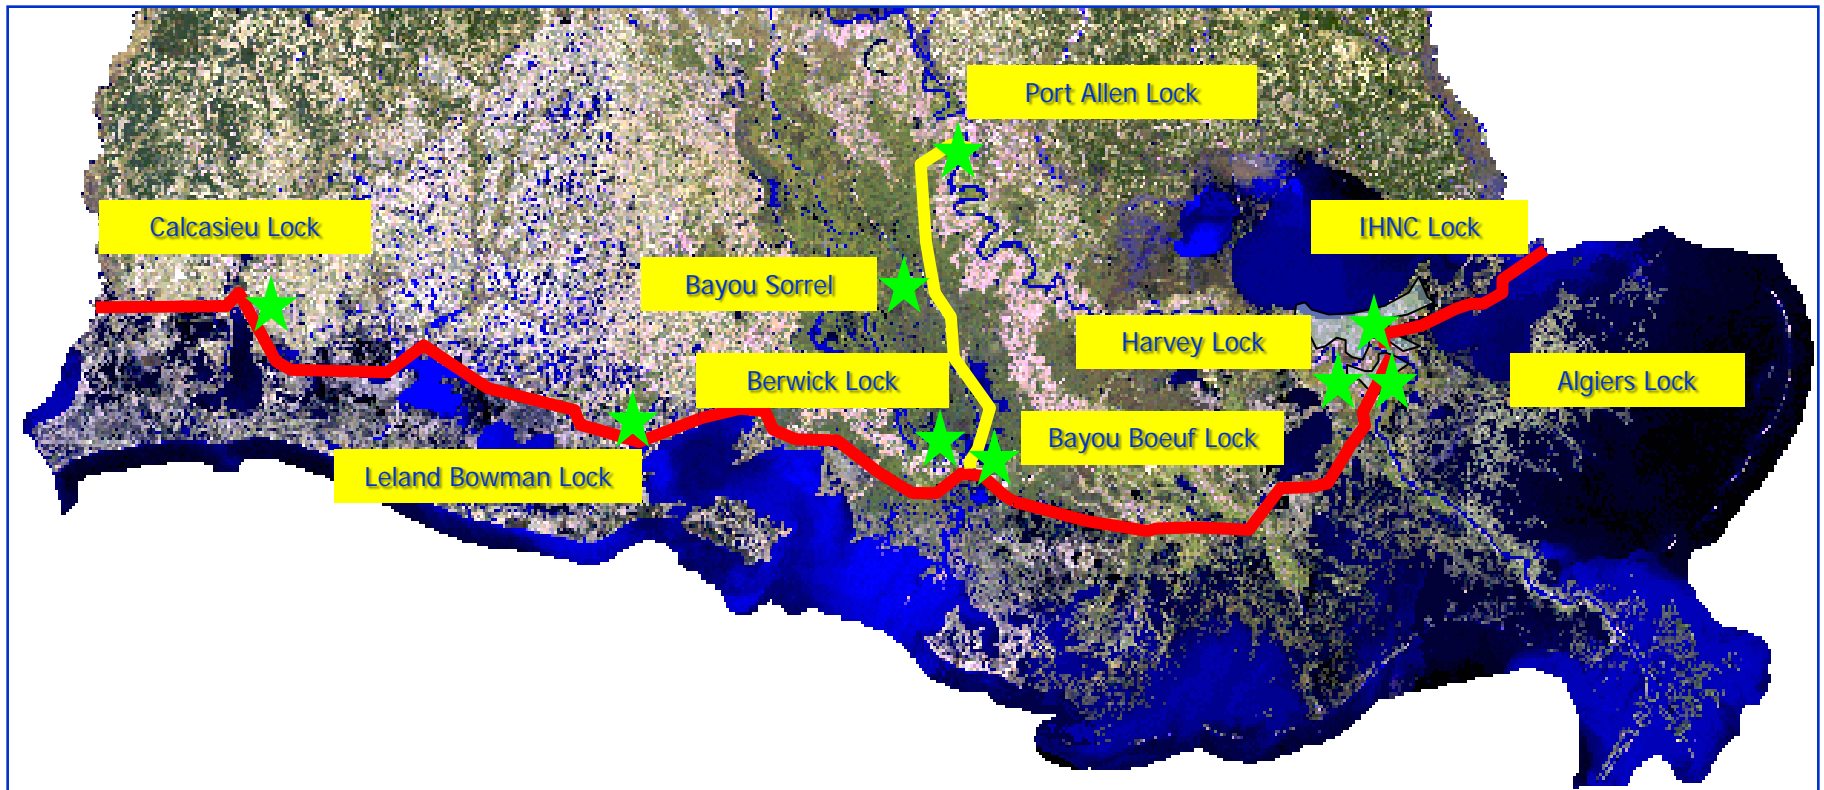 Port Allen Lock
Calcasieu Lock
IHNC Lock
Bayou Sorrel
Harvey Lock
Berwick Lock
Algiers Lock
Bayou Boeuf Lock
Leland Bowman Lock